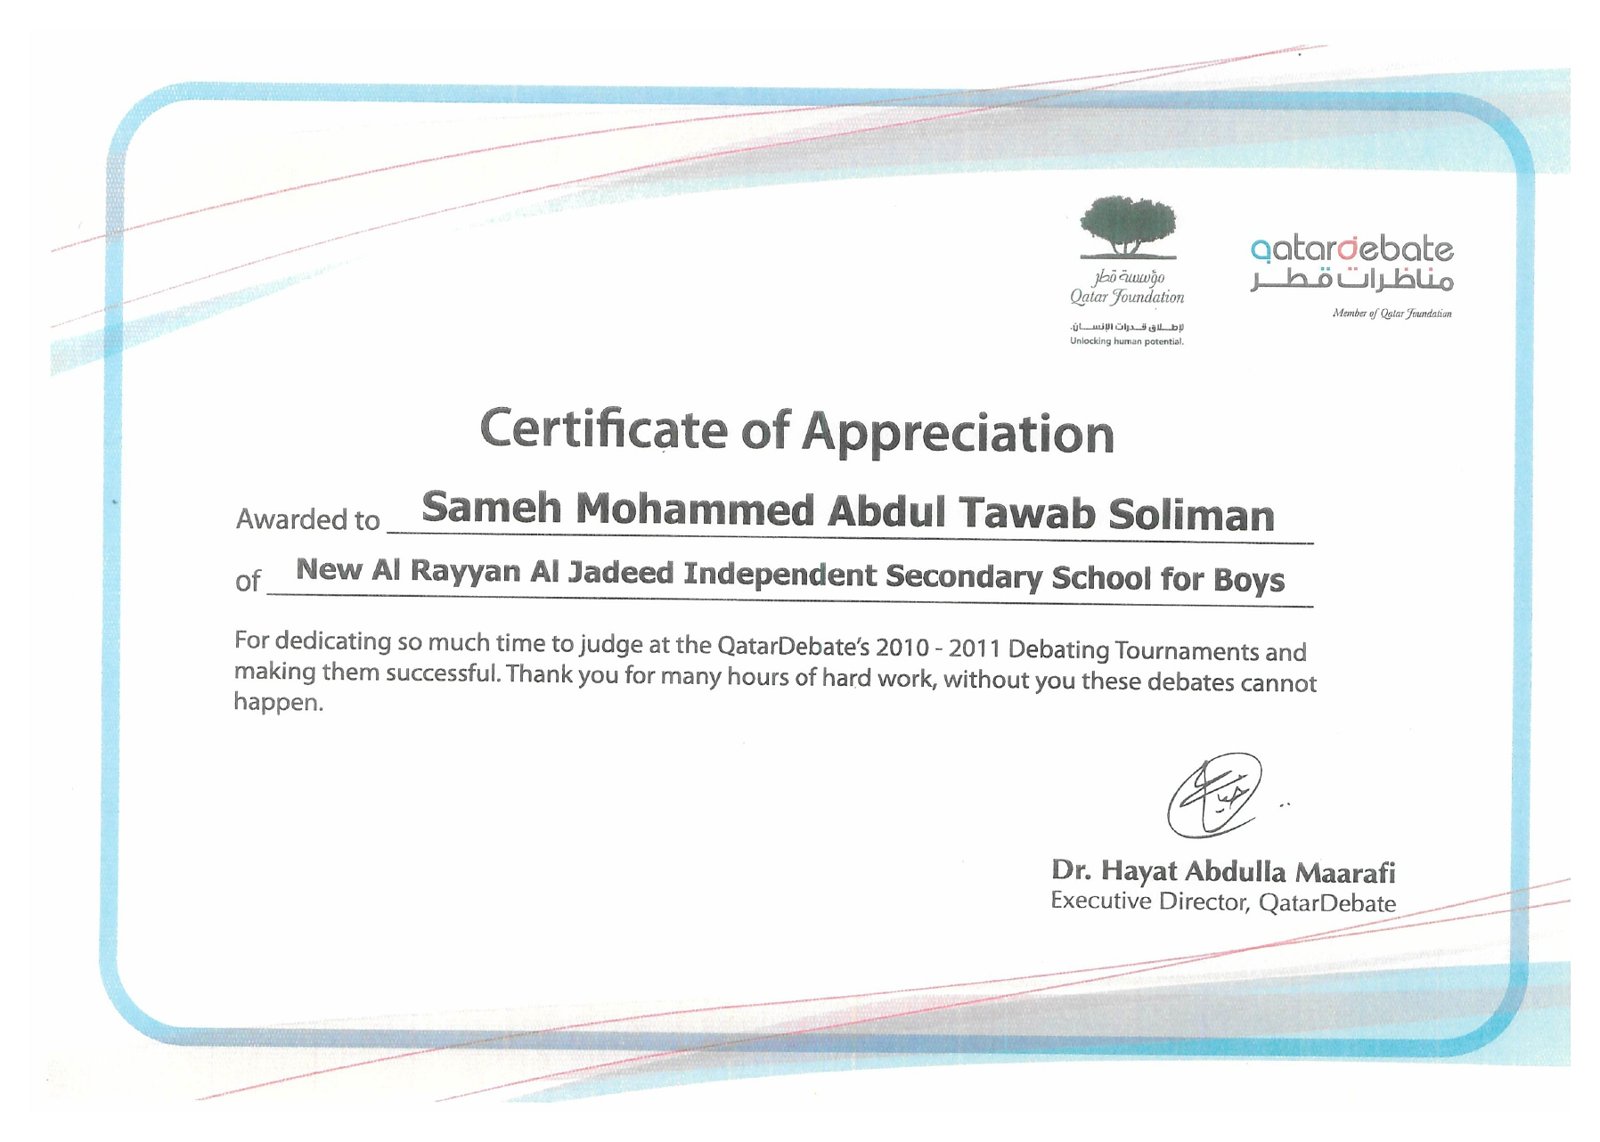 مؤسسة قطر
Qatar Foundation
لإطلاق قدرات الإنسان.
Unlocking human potential.
qatardebate
مناظرات قطر
Member of Qatar Foundation
Certificate of Appreciation
Awarded to Sameh Mohammed Abdul Tawab Soliman
of New Al Rayyan Al Jadeed Independent Secondary School for Boys
For dedicating so much time to judge at the QatarDebate's 2010 - 2011 Debating Tournaments and
making them successful. Thank you for many hours of hard work, without you these debates cannot
happen.
Dr. Hayat Abdulla Maarafi
Executive Director, QatarDebate